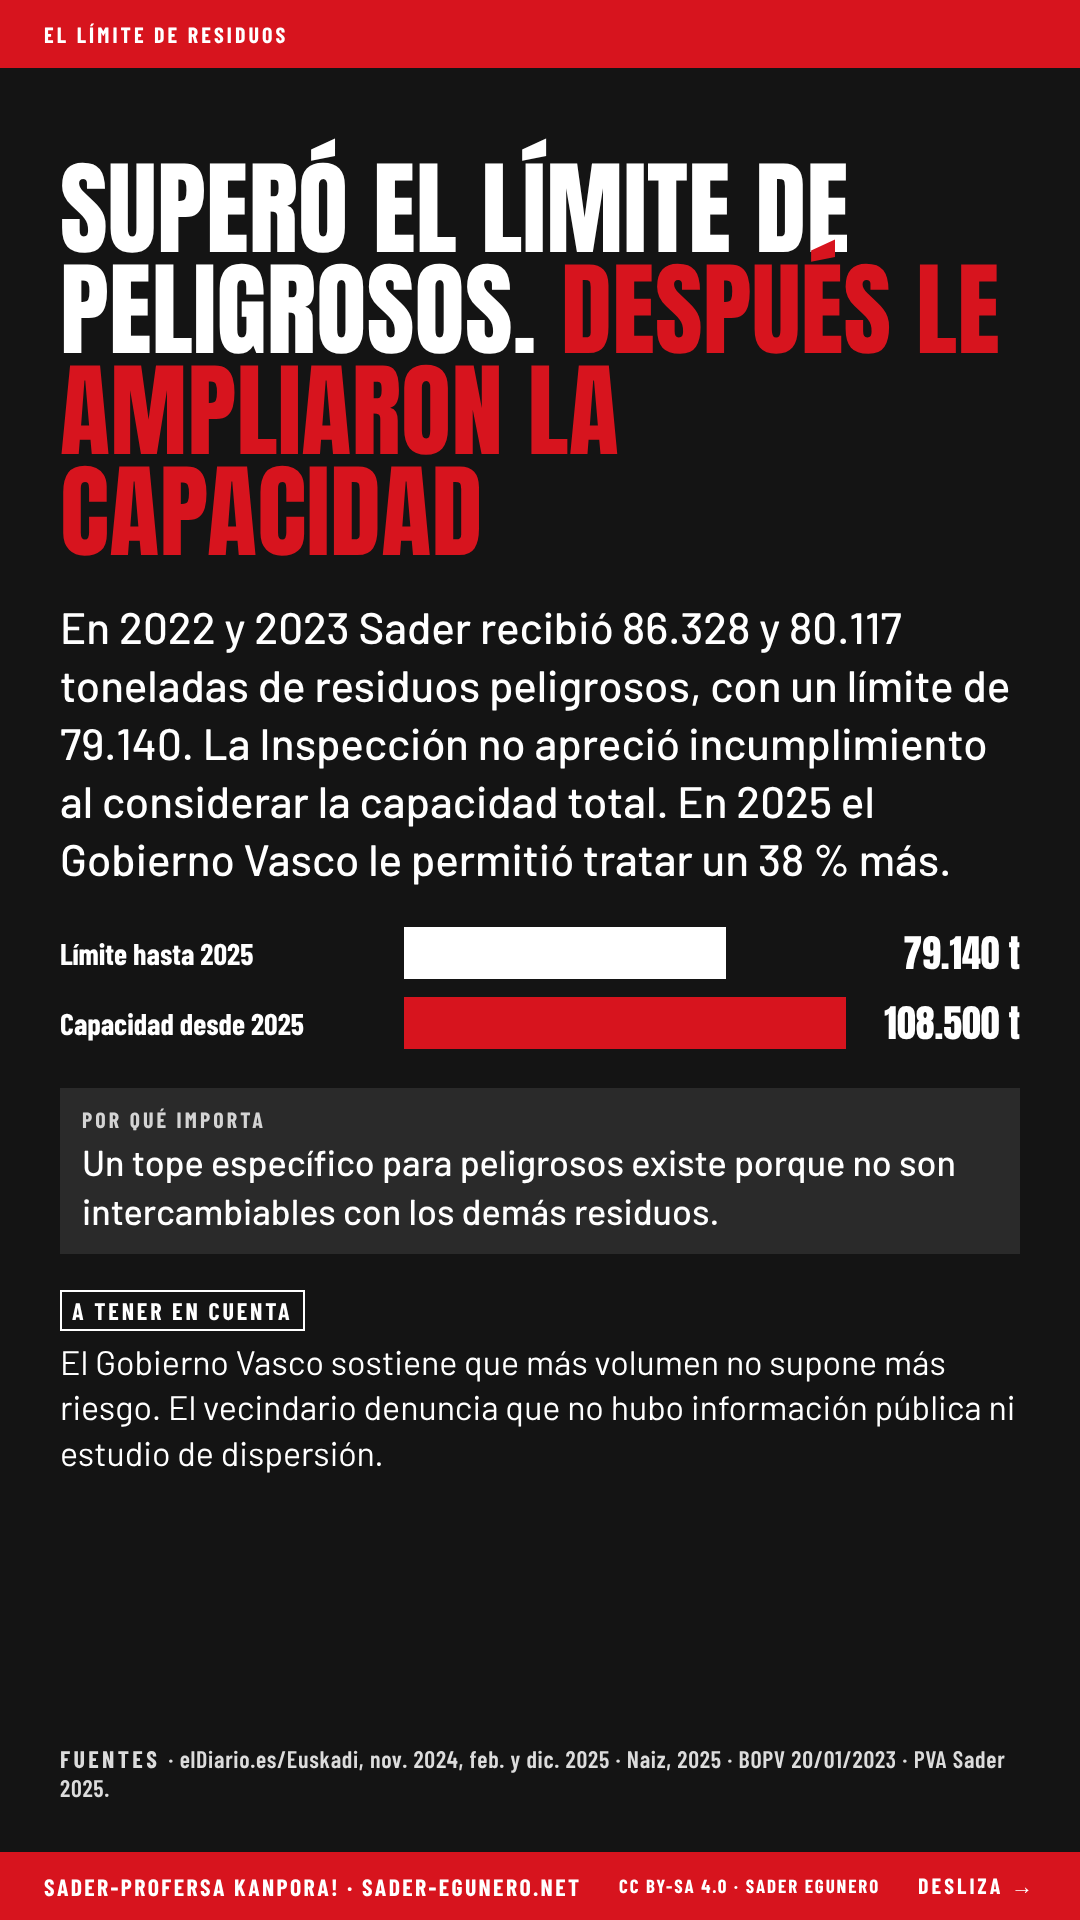 EL LÍMITE DE RESIDUOS
SUPERÓ EL LÍMITE DE
PELIGROSOS. DESPUÉS LE
AMPLIARON LA
CAPACIDAD
En 2022 y 2023 Sader recibió 86.328 y 80.117
toneladas de residuos peligrosos, con un límite de
79.140. La Inspección no apreció incumplimiento
al considerar la capacidad total. En 2025 el
Gobierno Vasco le permitió tratar un 38 % más.
Límite hasta 2025 79.140 t
Capacidad desde 2025 108.500 t
POR QUÉ IMPORTA
Un tope específico para peligrosos existe porque no son
intercambiables con los demás residuos.
A TENER EN CUENTA
El Gobierno Vasco sostiene que más volumen no supone más
riesgo. El vecindario denuncia que no hubo información pública ni
estudio de dispersión.
FUENTES · elDiario.es/Euskadi, nov. 2024, feb. y dic. 2025 · Naiz, 2025 · BOPV 20/01/2023 · PVA Sader
2025.
SADER-PROFERSA KANPORA! · SADER-EGUNERO.NET CC BY-SA 4.0 · SADER EGUNERO DESLIZA →